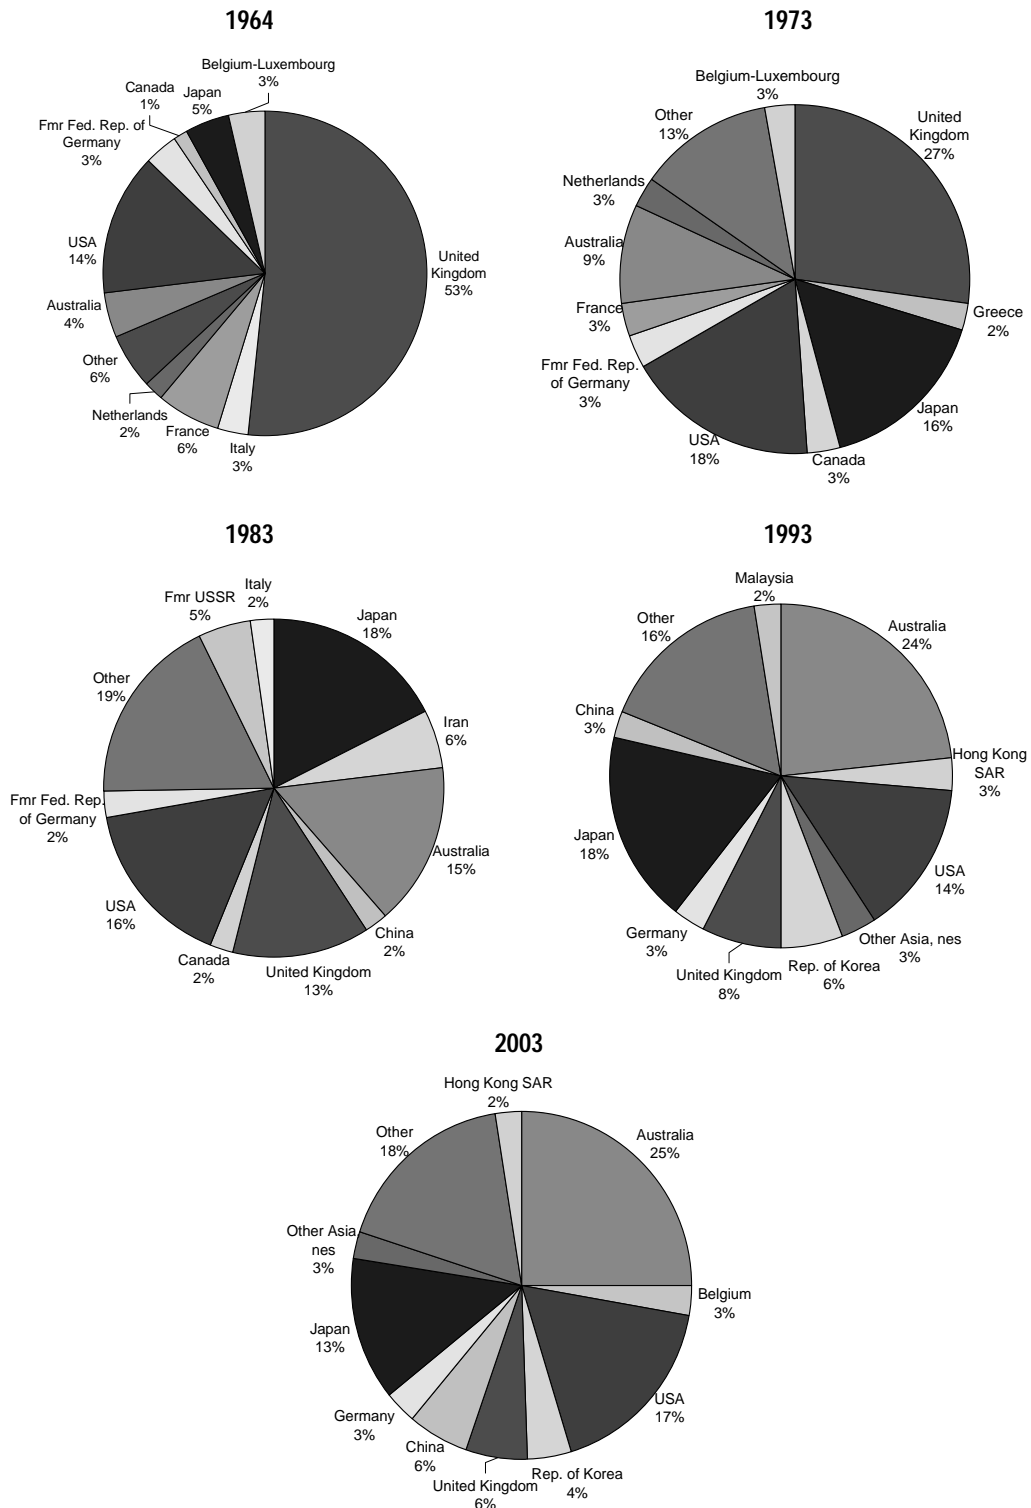 1964
Belgium-Luxembourg
3%
Canada
1%
Japan
5%
Fmr Fed. Rep. of
Germany
3%
USA
14%
Australia
4%
Other
6%
Netherlands
2%
France
6%
Italy
3%
United
Kingdom
53%
1973
Belgium-Luxembourg
3%
Other
13%
Netherlands
3%
Australia
9%
France
3%
Fmr Fed. Rep.
of Germany
3%
USA
18%
Canada
3%
Japan
16%
Greece
2%
United
Kingdom
27%
1983
Italy
2%
Fmr USSR
5%
Other
19%
Fmr Fed. Rep.
of Germany
2%
USA
16%
Canada
2%
United Kingdom
13%
China
2%
Australia
15%
Iran
6%
Japan
18%
1993
Malaysia
2%
Other
16%
China
3%
Japan
18%
Germany
3%
United Kingdom
8%
Rep. of Korea
6%
Other Asia, nes
3%
USA
14%
Hong Kong
SAR
3%
Australia
24%
2003
Hong Kong SAR
2%
Other
18%
Other Asia
nes
3%
Japan
13%
Germany
3%
China
6%
United Kingdom
6%
Rep. of Korea
4%
USA
17%
Belgium
3%
Australia
25%